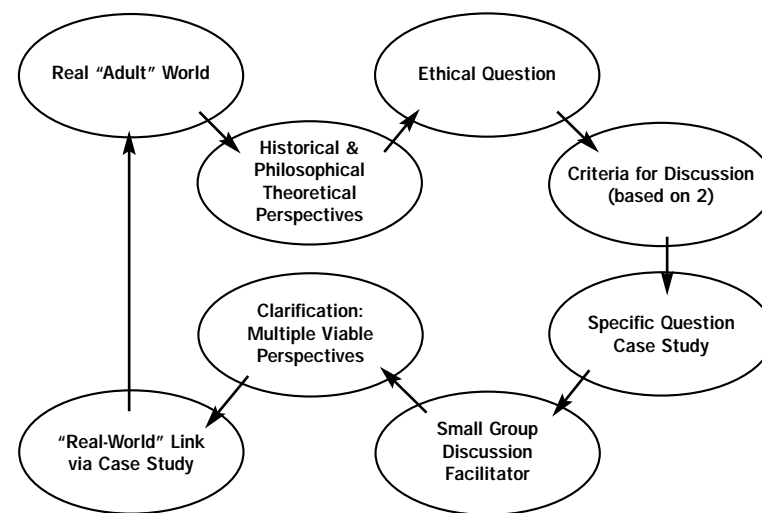 Real “Adult” World
Historical &
Philosophical
Theoretical
Perspectives
Ethical Question
Criteria for Discussion
(based on 2)
Specific Question
Case Study
Small Group
Discussion
Facilitator
Clarification:
Multiple Viable
Perspectives
“Real-World” Link
via Case Study